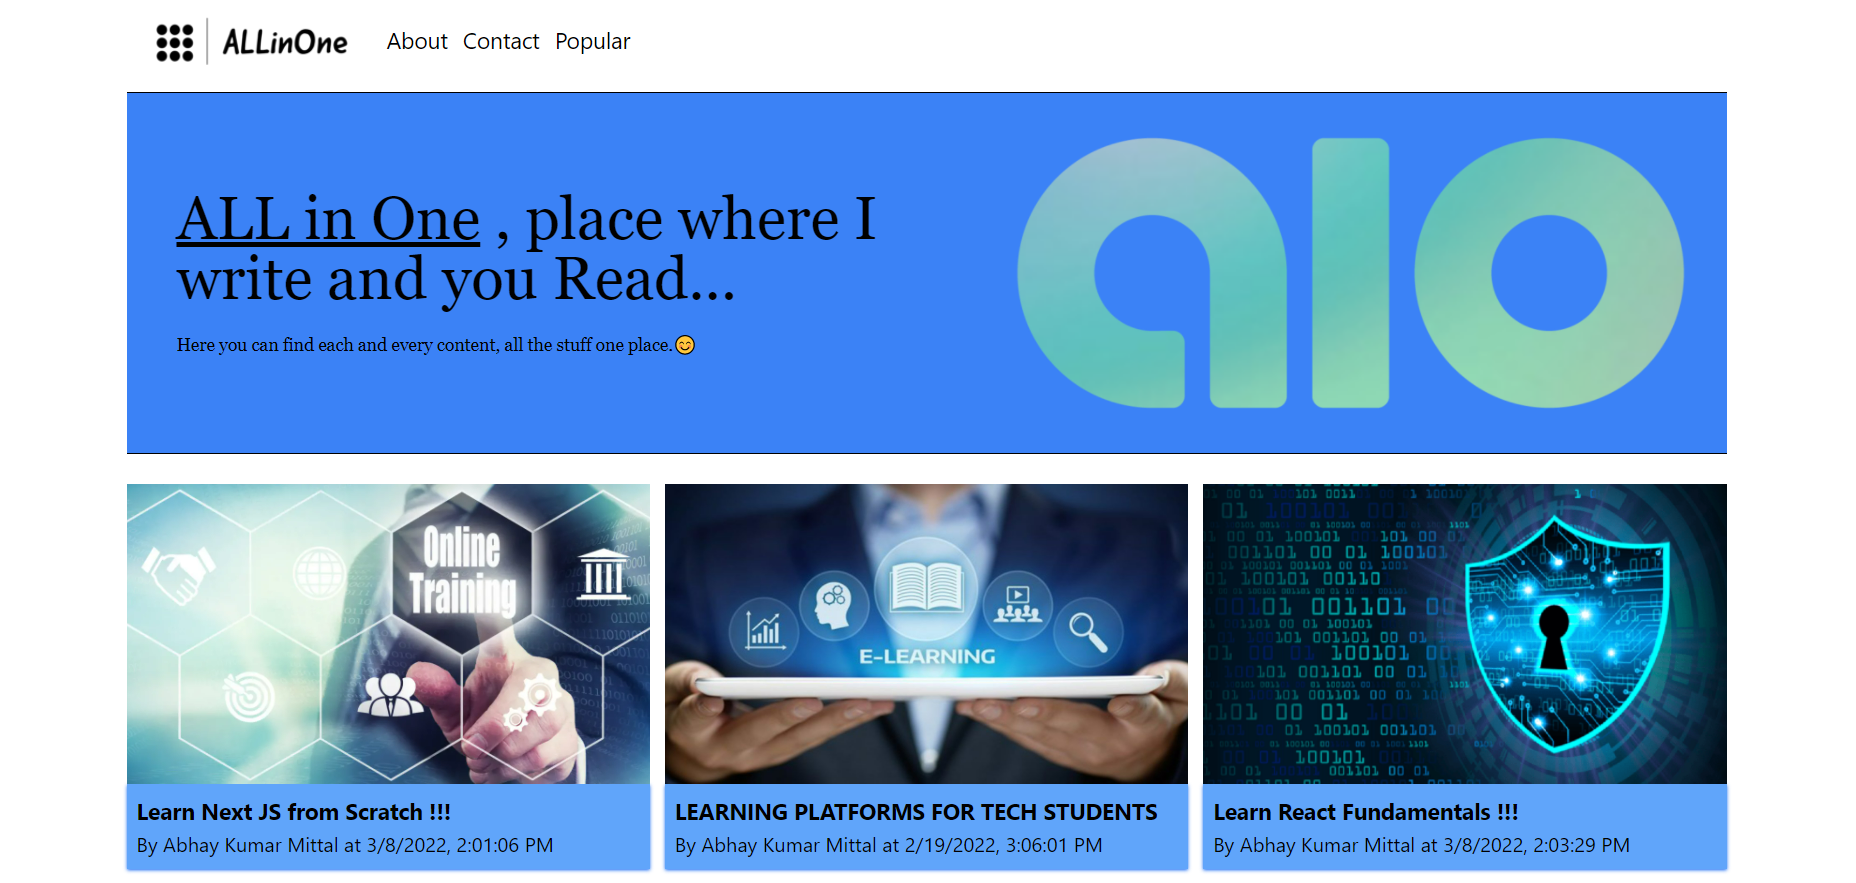 ALLinOne
About Contact Popular
ALL in One , place where I
write and you Read...
Here you can find each and every content, all the stuff one place.😊
aio
Online
Training
E-LEARNING
Learn Next JS from Scratch !!!
By Abhay Kumar Mittal at 3/8/2022, 2:01:06 PM
LEARNING PLATFORMS FOR TECH STUDENTS
By Abhay Kumar Mittal at 2/19/2022, 3:06:01 PM
Learn React Fundamentals !!!
By Abhay Kumar Mittal at 3/8/2022, 2:03:29 PM